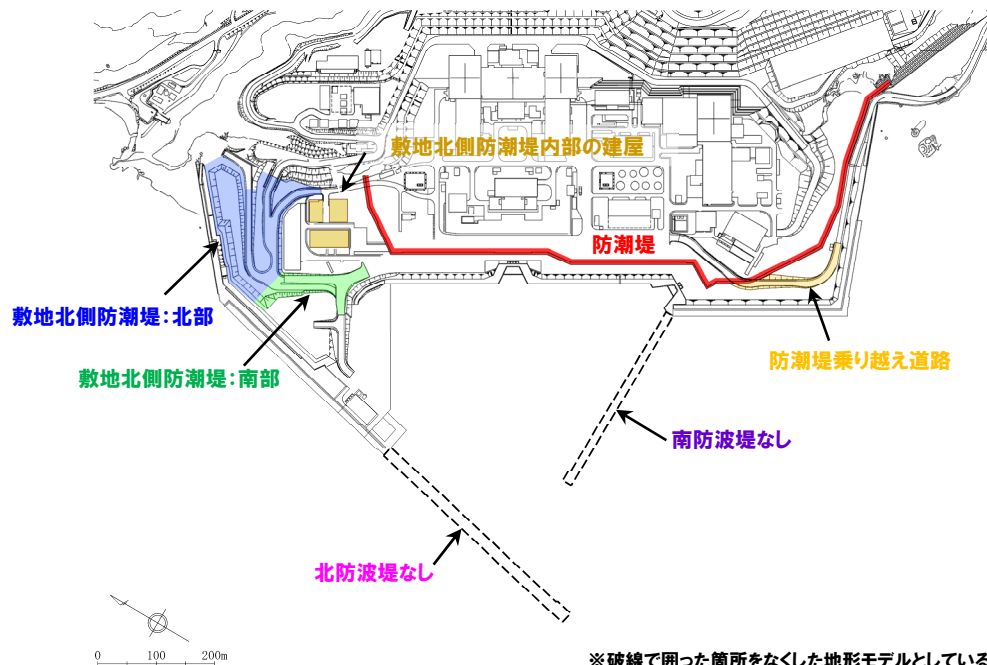 敷地北側防潮堤内部の建屋
防潮堤
敷地北側防潮堤：北部
防潮堤乗り越え道路
敷地北側防潮堤：南部
南防波堤なし
北防波堤なし
0 100 200m
※破線で囲った箇所をなくした地形モデルとしている